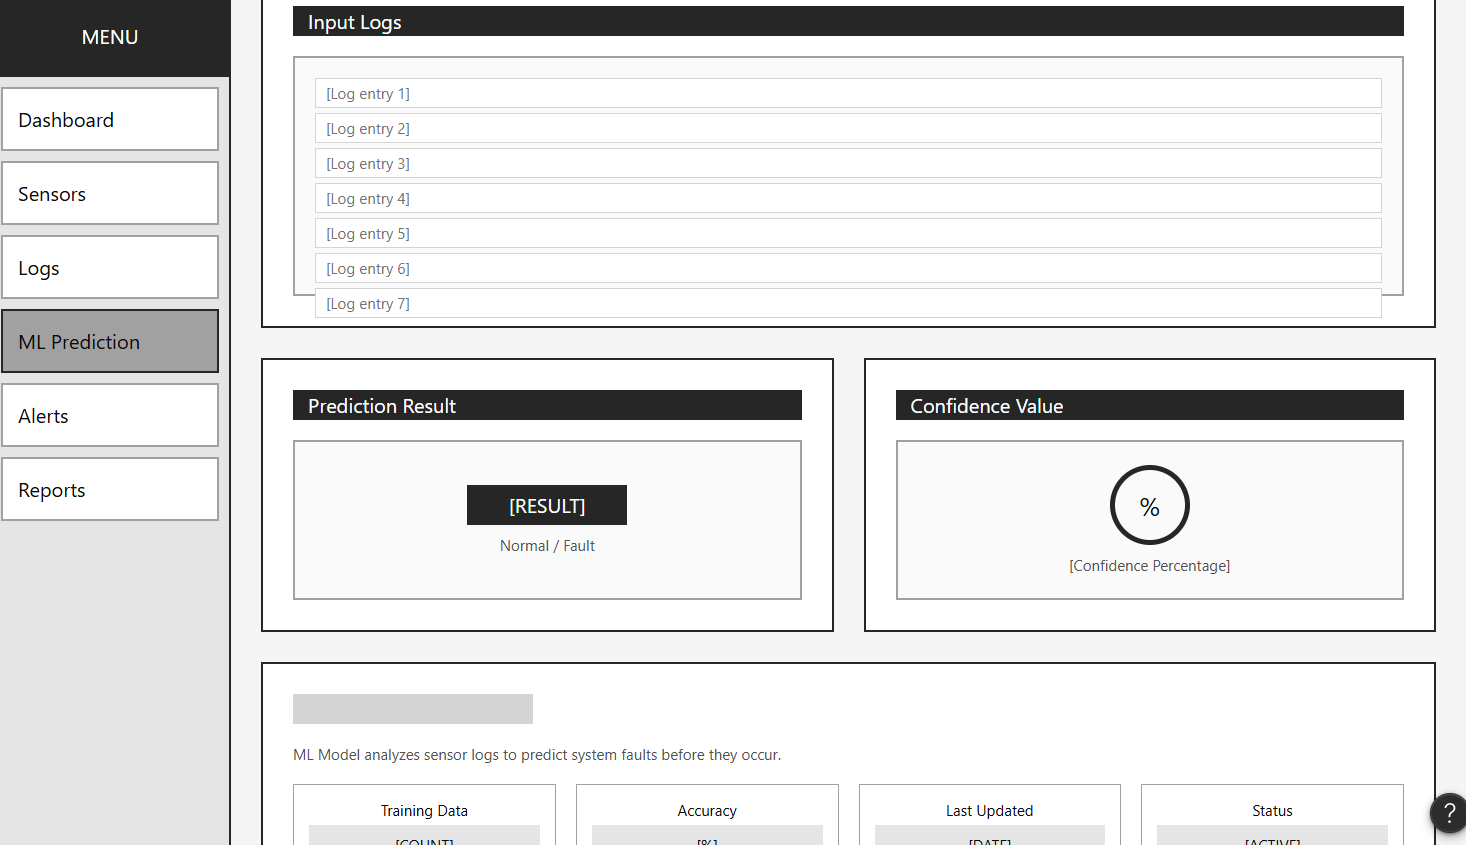 MENU
Dashboard
Sensors
Logs
ML Prediction
Alerts
Reports
Input Logs
[Log entry 1]
[Log entry 2]
[Log entry 3]
[Log entry 4]
[Log entry 5]
[Log entry 6]
[Log entry 7]
Prediction Result
[RESULT]
Normal / Fault
Confidence Value
%
[Confidence Percentage]
ML Model analyzes sensor logs to predict system faults before they occur.
Training Data
[COUNT]
Accuracy
[%]
Last Updated
[DATE]
Status
[ACTIVE]
?